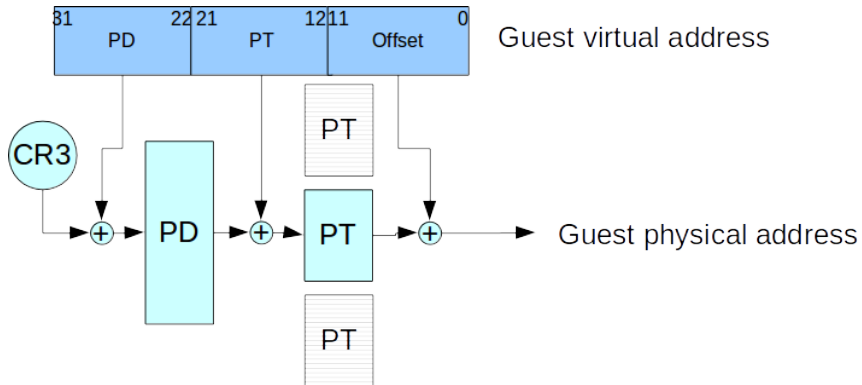 31 22 21 12 11 0
PD PT Offset
Guest virtual address
PT
CR3
PD
PT
Guest physical address
PT